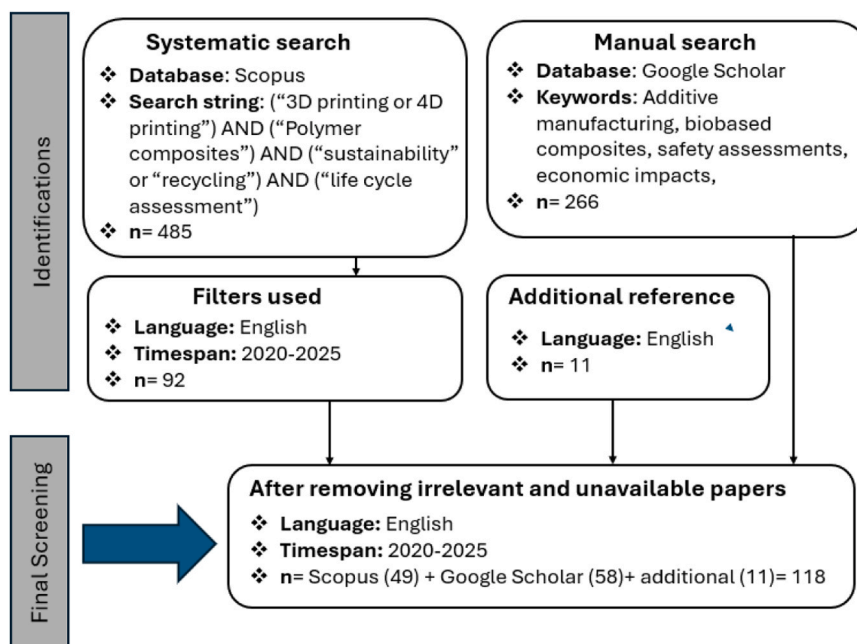 Identifications
Systematic search
❖ Database: Scopus
❖ Search string: (“3D printing or 4D
printing”) AND (“Polymer
composites”) AND (“sustainability”
or “recycling”) AND (“life cycle
assessment”)
❖ n= 485
Manual search
❖ Database: Google Scholar
❖ Keywords: Additive
manufacturing, biobased
composites, safety assessments,
economic impacts,
❖ n= 266
Filters used
❖ Language: English
❖ Timespan: 2020-2025
❖ n= 92
Additional reference
❖ Language: English
❖ n= 11
Final Screening
After removing irrelevant and unavailable papers
❖ Language: English
❖ Timespan: 2020-2025
❖ n= Scopus (49) + Google Scholar (58)+ additional (11)= 118